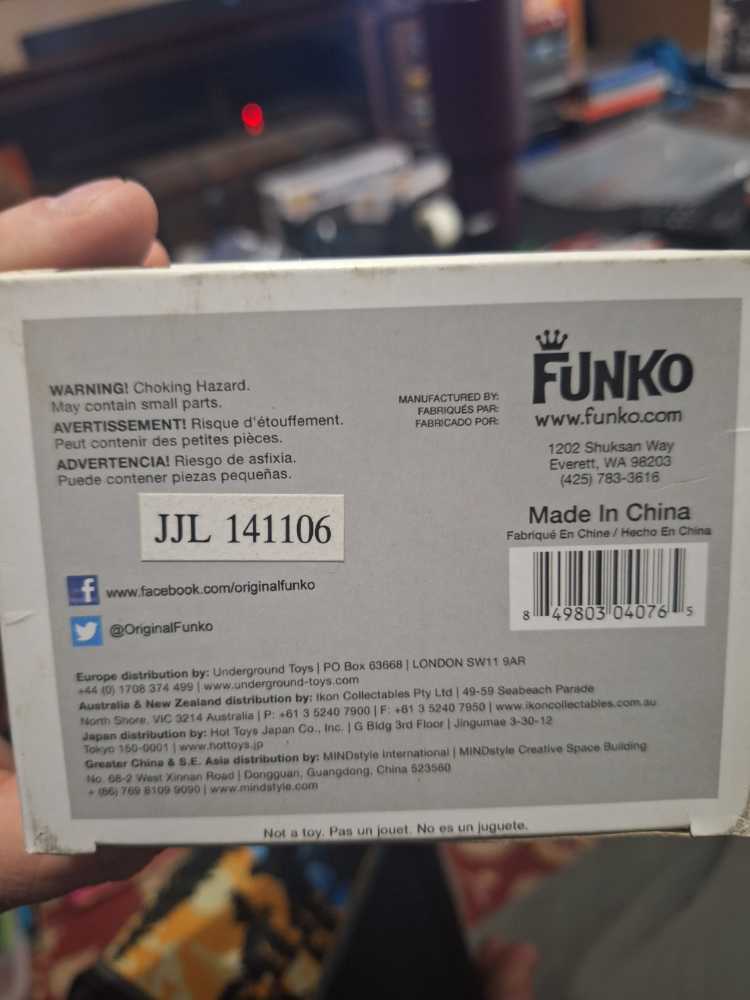 WARNING! Choking Hazard.
May contain small parts.
AVERTISSEMENT! Risque d'étouffement.
Peut contenir des petites pièces.
ADVERTENCIA! Riesgo de asfixia.
Puede contener piezas pequeñas.
MANUFACTURED BY:
FABRIQUÉS PAR:
FABRICADO POR:
FUNKO
www.funko.com
1202 Shuksan Way
Everett, WA 98203
(425) 783-3616
JJL 141106
Made In China
Fabriqué En Chine / Hecho En China
8 49803 04076 5
f www.facebook.com/originalfunko
@OriginalFunko
Europe distribution by: Underground Toys | PO Box 63668 | LONDON SW11 9AR
+44 (0) 1708 374 499 | www.underground-toys.com
Australia & New Zealand distribution by: Ikon Collectables Pty Ltd | 49-59 Seabeach Parade
North Shore, VIC 3214 Australia | P: +61 3 5240 7900 | F: +61 3 5240 7950 | www.ikoncollectables.com.au
Japan distribution by: Hot Toys Japan Co., Inc. | G Bldg 3rd Floor | Jingumae 3-30-12
Tokyo 150-0001 | www.hottoys.jp
Greater China & S.E. Asia distribution by: MINDstyle International | MINDstyle Creative Space Building
No. 68-2 West Xinnan Road | Dongguan, Guangdong, China 523560
+ (86) 769 8109 9090 | www.mindstyle.com
Not a toy. Pas un jouet. No es un juguete.